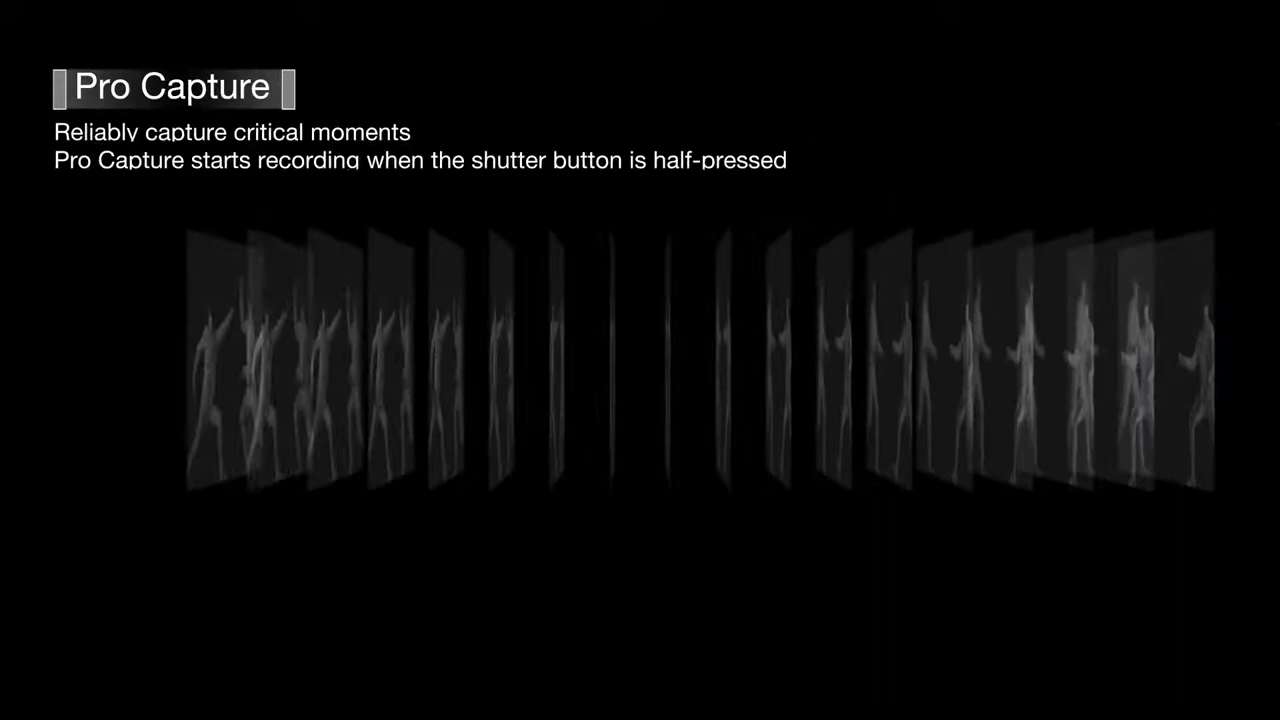 Pro Capture
Reliably capture critical moments
Pro Capture starts recording when the shutter button is half-pressed